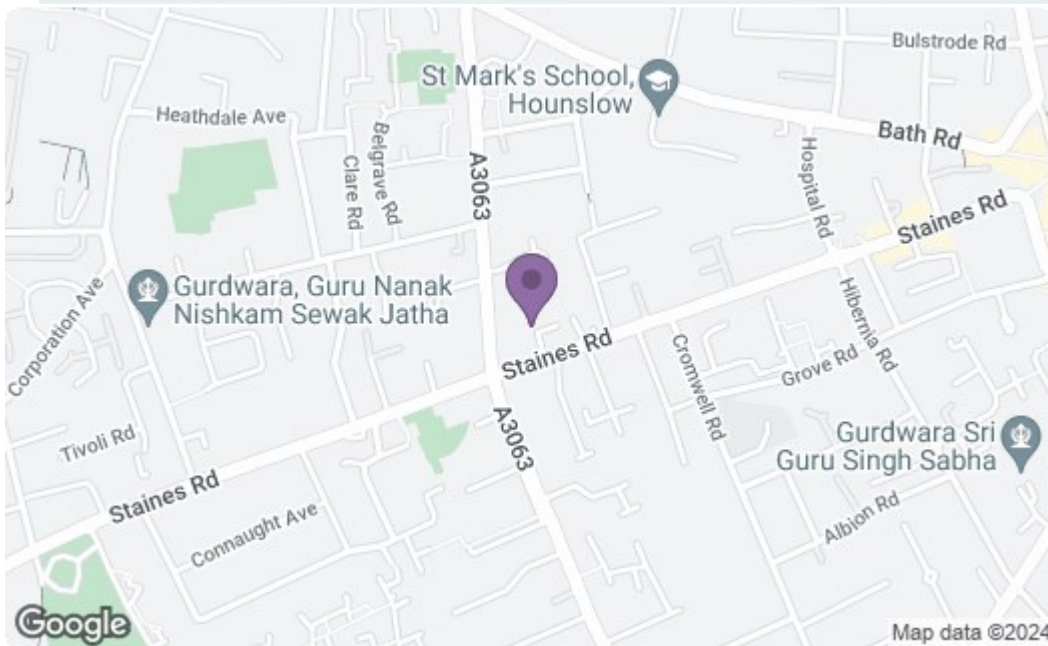 Bulstrode Rd
St Mark's School,
Hounslow
Heathdale Ave
Belgrave Rd
Clare Rd
A3063
Bath Rd
Hospital Rd
Staines Rd
Gurdwara, Guru Nanak
Nishkam Sewak Jatha
Corporation Ave
Hibernia Rd
Staines Rd
Cromwell Rd
Grove Rd
Tivoli Rd
A3063
Gurdwara Sri
Guru Singh Sabha
Staines Rd
Connaught Ave
Albion Rd
Google
Map data ©2024